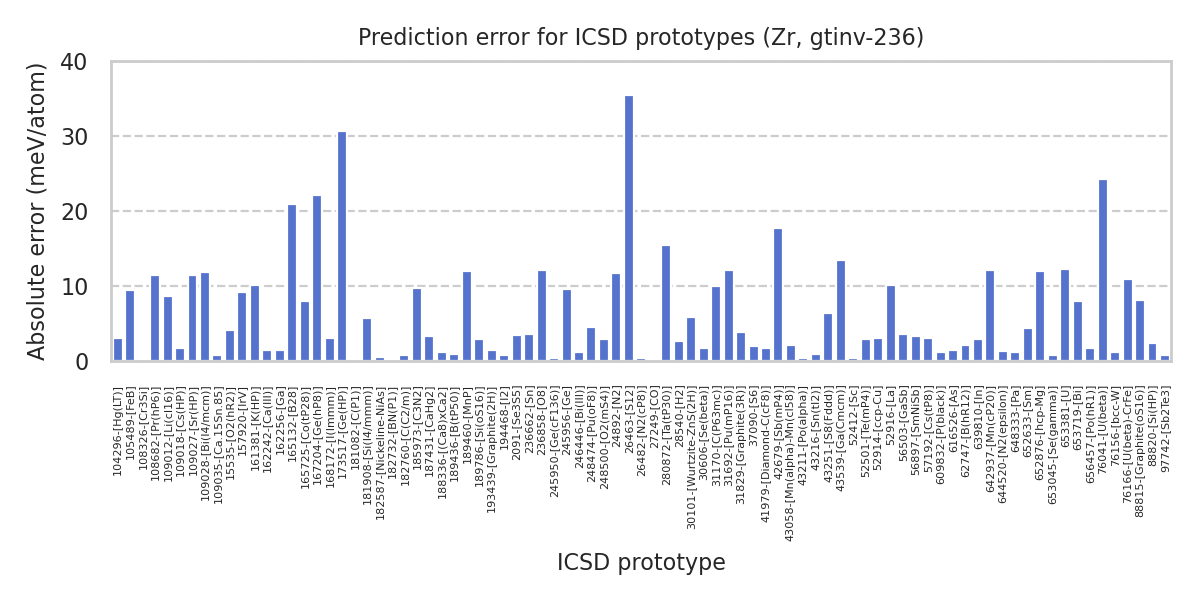 Prediction error for ICSD prototypes (Zr, gtinv-236)
Absolute error (meV/atom)
40
30
20
10
0
104296-[Hg(LT)]
105489-[FeB]
108326-[Cr3Si]
108682-[Pr(hP6)]
109012-[Li(cI16)]
109018-[Cs(HP)]
109027-[Sr(HP)]
109028-[Bi(I4/mcm)]
109035-[Ca.15Sn.85]
15535-[O2(hR2)]
157920-[IrV]
161381-[K(HP)]
162242-[Ca(III)]
162256-[Ga]
165132-[B28]
165725-[Co(tP28)]
167204-[Ge(hP8)]
168172-[I(Immm)]
173517-[Ge(HP)]
181082-[C(P1)]
181908-[Si(I4/mmm)]
182587-[Nickeline-NiAs]
182732-[BN(P1)]
182760-[C(C2/m)]
185973-[C3N2]
187431-[CaHg2]
188336-[(Ca8)xCa2]
189436-[B(tP50)]
189460-[MnP]
189786-[Si(oS16)]
193439-[Graphite(2H)]
194468-[I2]
2091-[Se3S5]
236662-[Sn]
236858-[O8]
245950-[Ge(cF136)]
245956-[Ge]
246446-[Bi(III)]
248474-[Pu(oF8)]
248500-[O2(mS4)]
24892-[N2]
26463-[S12]
26482-[N2(cP8)]
27249-[CO]
280872-[Ta(tP30)]
28540-[H2]
30101-[Wurtzite-ZnS(2H)]
30606-[Se(beta)]
31170-[C(P63mc)]
31692-[Pu(mP16)]
31829-[Graphite(3R)]
37090-[S6]
41979-[Diamond-C(cF8)]
42679-[Sb(mP4)]
43058-[Mn(alpha)-Mn(cI58)]
43211-[Po(alpha)]
43216-[Sn(tI2)]
43251-[S8(Fddd)]
43539-[Ga(Cmcm)]
52412-[Sc]
52501-[Te(mP4)]
52914-[ccp-Cu]
52916-[La]
56503-[GaSb]
56897-[SmNiSb]
57192-[Cs(tP8)]
609832-[P(black)]
616526-[As]
62747-[B(hR12)]
639810-[In]
642937-[Mn(cP20)]
644520-[N2(epsilon)]
648333-[Pa]
652633-[Sm]
652876-[hcp-Mg]
653045-[Se(gamma)]
653381-[U]
653719-[Bi]
656457-[Po(hR1)]
76041-[U(beta)]
76156-[bcc-W]
76166-[U(beta)-CrFe]
88815-[Graphite(oS16)]
88820-[Si(HP)]
97742-[Sb2Te3]
ICSD prototype